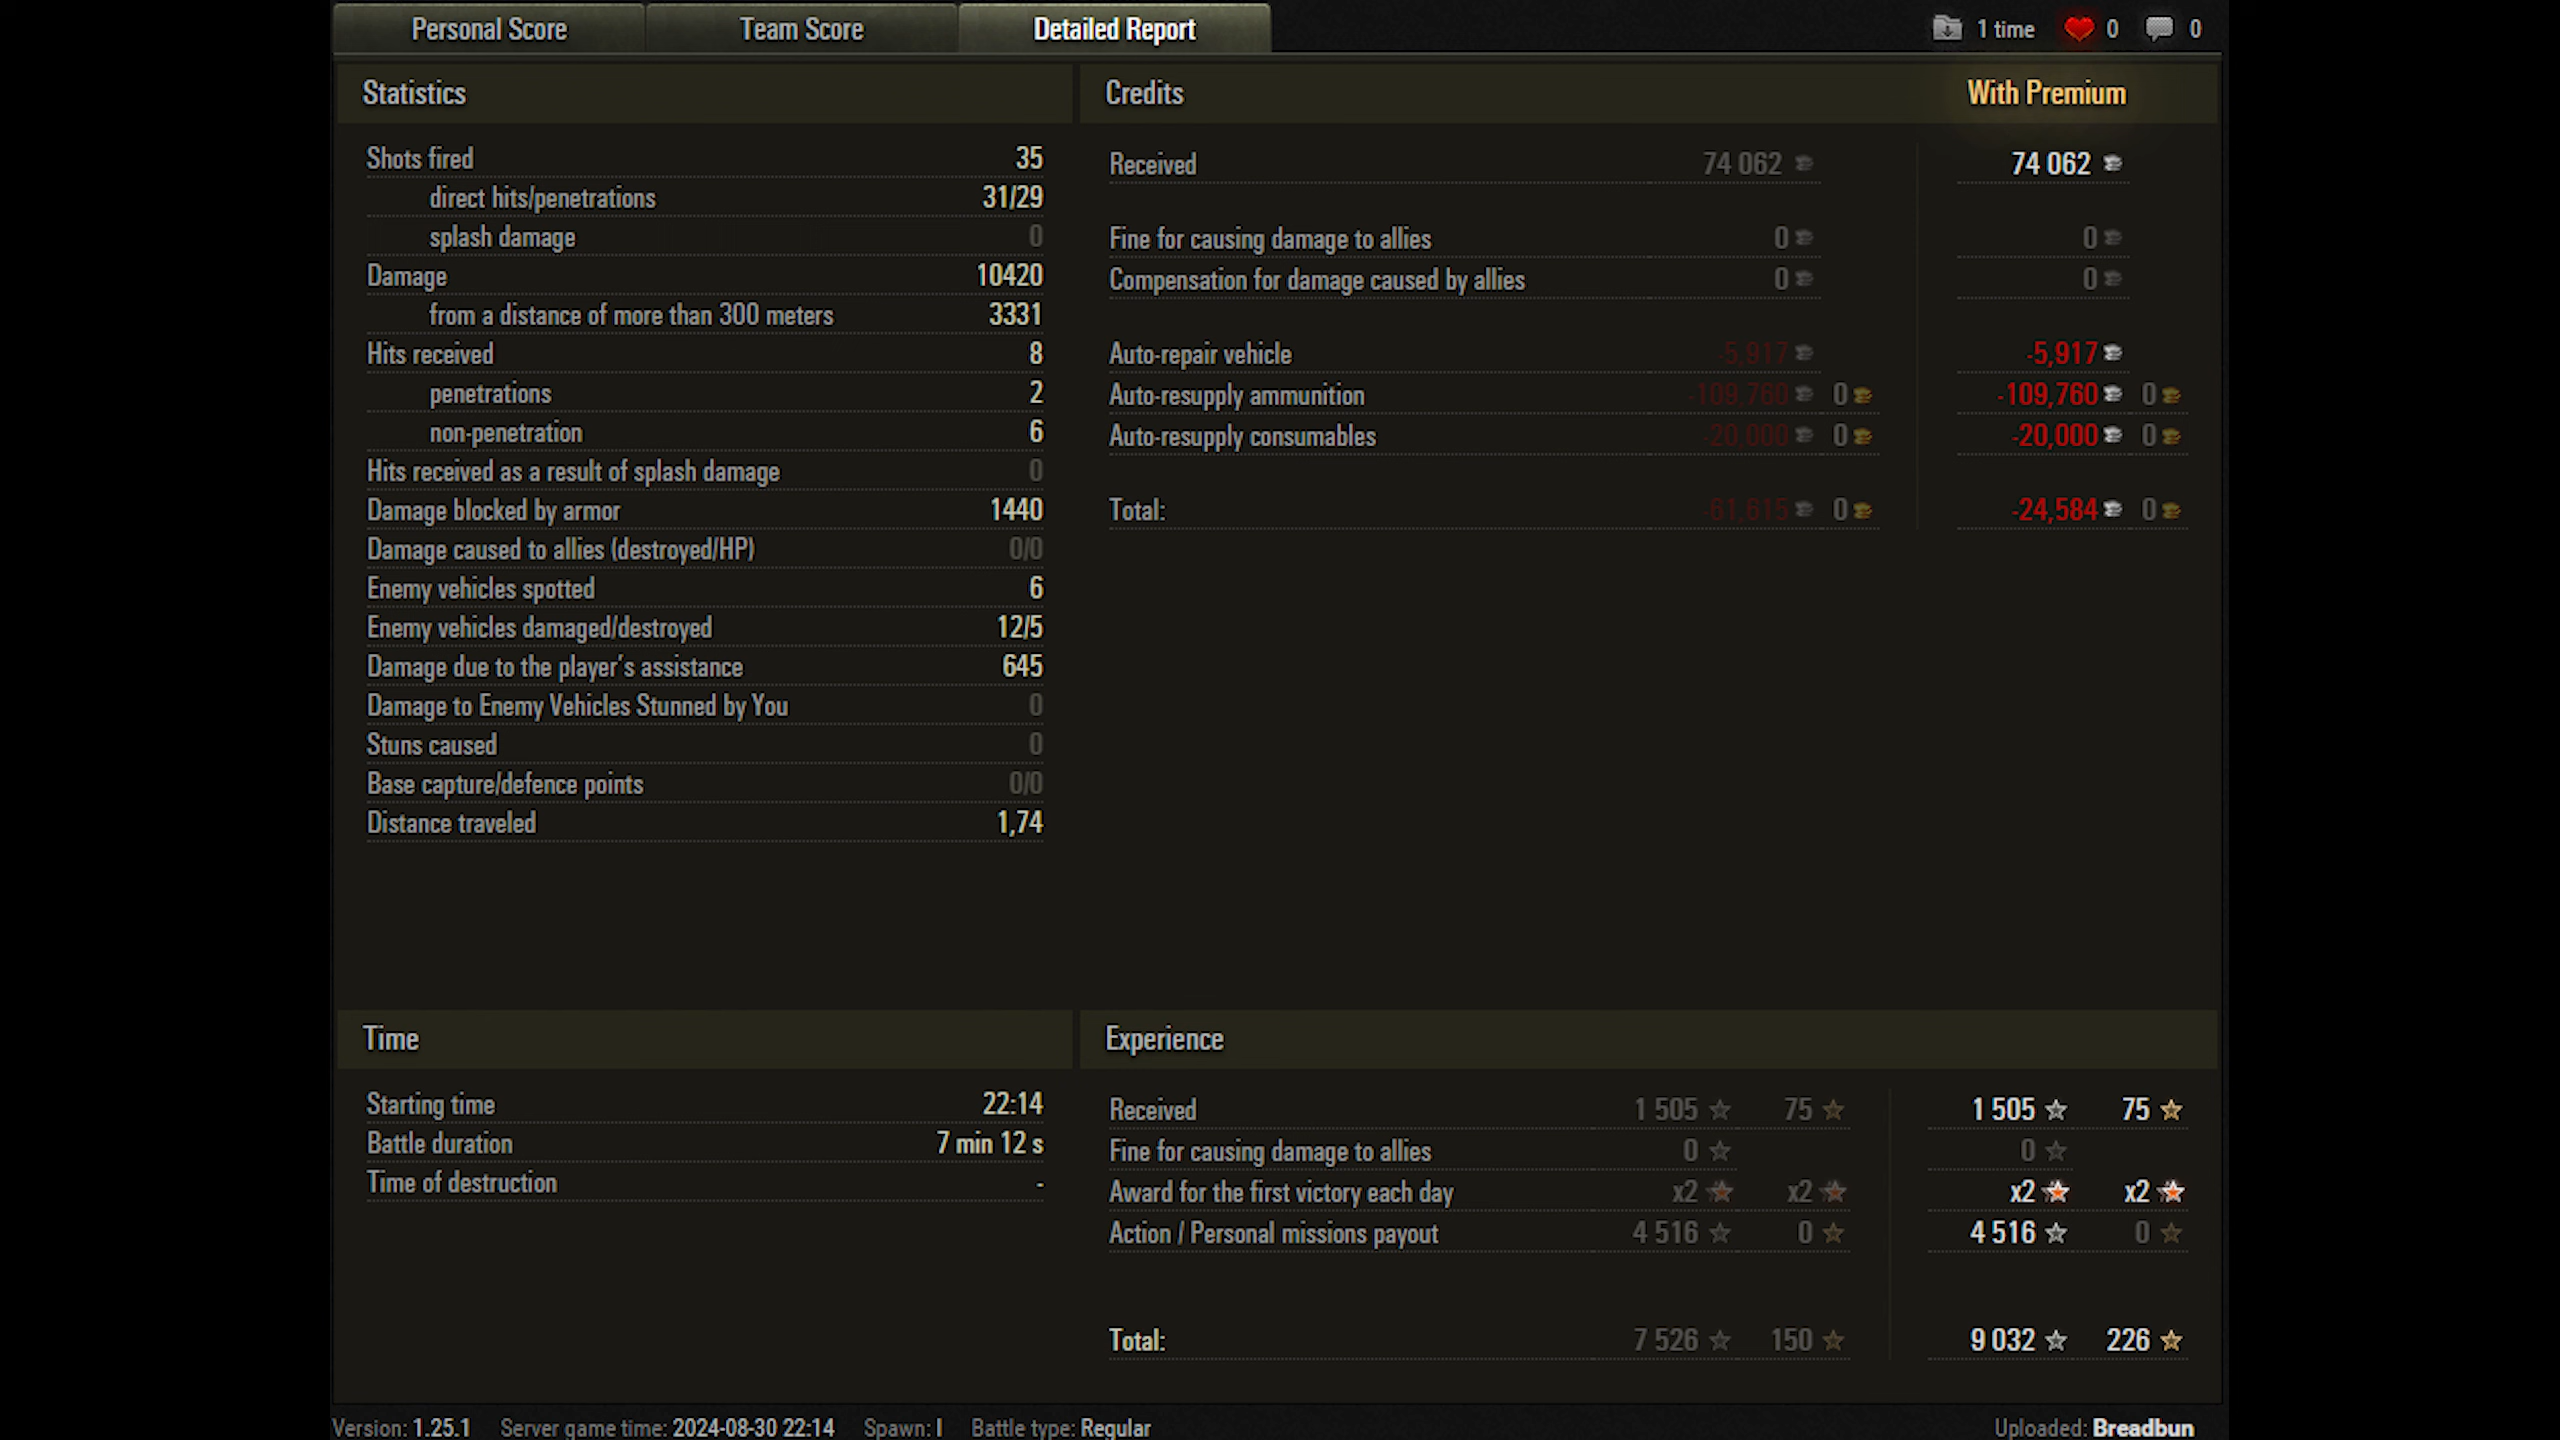 Personal Score Team Score Detailed Report 1 time 0 0
Statistics
Shots fired 35
direct hits/penetrations 31/29
splash damage 0
Damage 10420
from a distance of more than 300 meters 3331
Hits received 8
penetrations 2
non-penetration 6
Hits received as a result of splash damage 0
Damage blocked by armor 1440
Damage caused to allies (destroyed/HP) 0/0
Enemy vehicles spotted 6
Enemy vehicles damaged/destroyed 12/5
Damage due to the player's assistance 645
Damage to Enemy Vehicles Stunned by You 0
Stuns caused 0
Base capture/defence points 0/0
Distance traveled 1,74
Credits With Premium
Received 74 062 74 062
Fine for causing damage to allies 0 0
Compensation for damage caused by allies 0 0
Auto-repair vehicle -5,917 -5,917
Auto-resupply ammunition -109,760 0 -109,760 0
Auto-resupply consumables -20,000 0 -20,000 0
Total: -61,615 0 -24,584 0
Time
Starting time 22:14
Battle duration 7 min 12 s
Time of destruction -
Experience
Received 1 505 75 1 505 75
Fine for causing damage to allies 0 0
Award for the first victory each day x2 x2 x2 x2
Action / Personal missions payout 4 516 0 4 516 0
Total: 7 526 150 9 032 226
Version: 1.25.1 Server game time: 2024-08-30 22:14 Spawn: I Battle type: Regular Uploaded: Breadbun